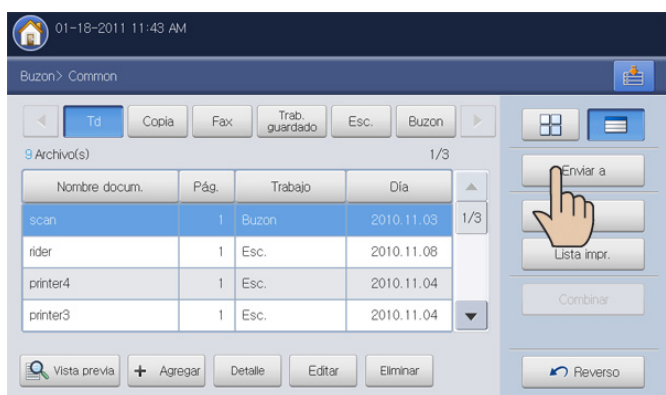 01-18-2011 11:43 AM
Buzon> Common
Td Copia Fax Trab. guardado Esc. Buzon
9 Archivo(s) 1/3
Nombre docum. Pág. Trabajo Día
scan 1 Buzon 2010.11.03 1/3
rider 1 Esc. 2010.11.08
printer4 1 Esc. 2010.11.04
printer3 1 Esc. 2010.11.04
Enviar a
Lista impr.
Combinar
Vista previa + Agregar Detalle Editar Eliminar
Reverso